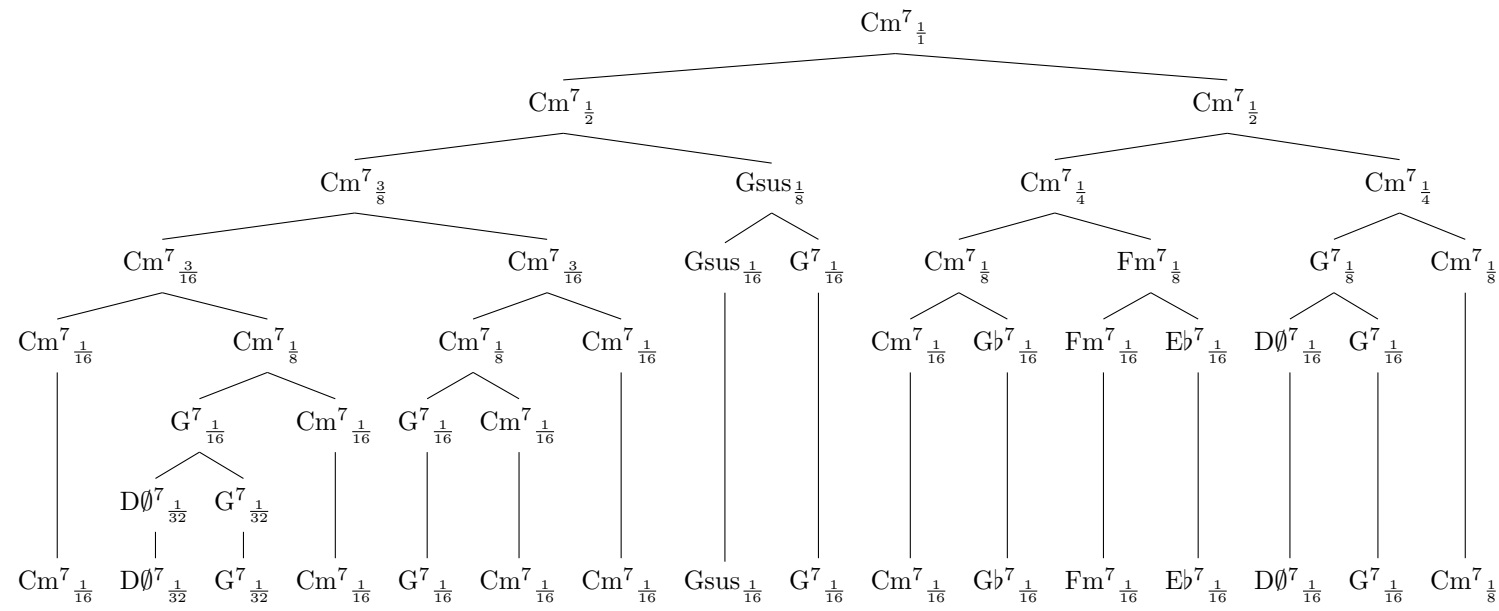 Cm⁷ 1/1
Cm⁷ 1/2 Cm⁷ 1/2
Cm⁷ 3/8 Gsus 1/8 Cm⁷ 1/4 Cm⁷ 1/4
Cm⁷ 3/16 Cm⁷ 3/16 Gsus 1/16 G⁷ 1/16 Cm⁷ 1/8 Fm⁷ 1/8 G⁷ 1/8 Cm⁷ 1/8
Cm⁷ 1/16 Cm⁷ 1/8 Cm⁷ 1/8 Cm⁷ 1/16 Cm⁷ 1/16 G♭⁷ 1/16 Fm⁷ 1/16 E♭⁷ 1/16 D∅⁷ 1/16 G⁷ 1/16
G⁷ 1/16 Cm⁷ 1/16 G⁷ 1/16 Cm⁷ 1/16
D∅⁷ 1/32 G⁷ 1/32
Cm⁷ 1/16 D∅⁷ 1/32 G⁷ 1/32 Cm⁷ 1/16 G⁷ 1/16 Cm⁷ 1/16 Cm⁷ 1/16 Gsus 1/16 G⁷ 1/16 Cm⁷ 1/16 G♭⁷ 1/16 Fm⁷ 1/16 E♭⁷ 1/16 D∅⁷ 1/16 G⁷ 1/16 Cm⁷ 1/8